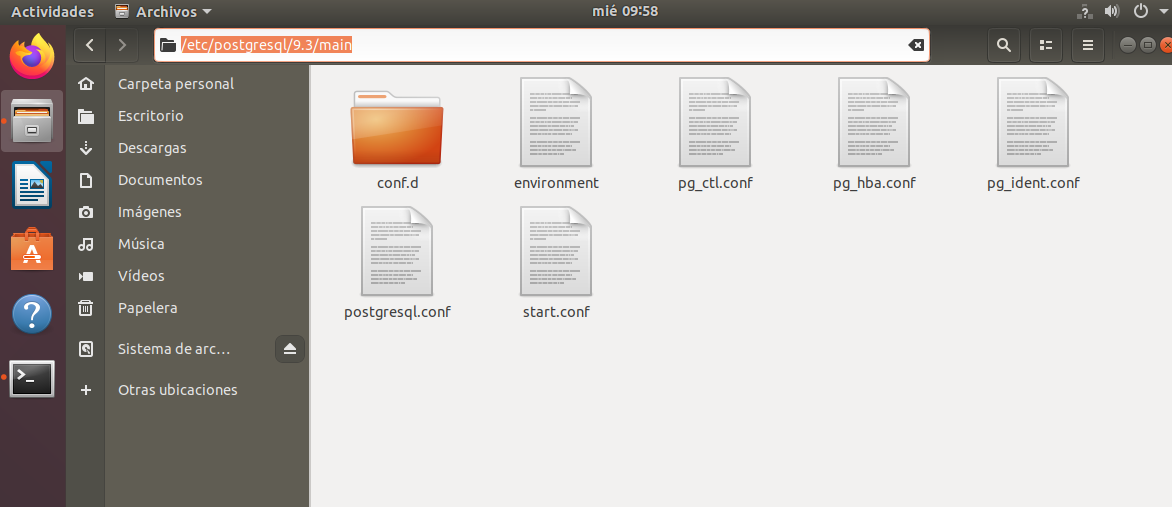 Actividades Archivos mié 09:58
/etc/postgresql/9.3/main
Carpeta personal
Escritorio
Descargas
Documentos
Imágenes
Música
Vídeos
Papelera
Sistema de arc…
Otras ubicaciones
conf.d environment pg_ctl.conf pg_hba.conf pg_ident.conf
postgresql.conf start.conf